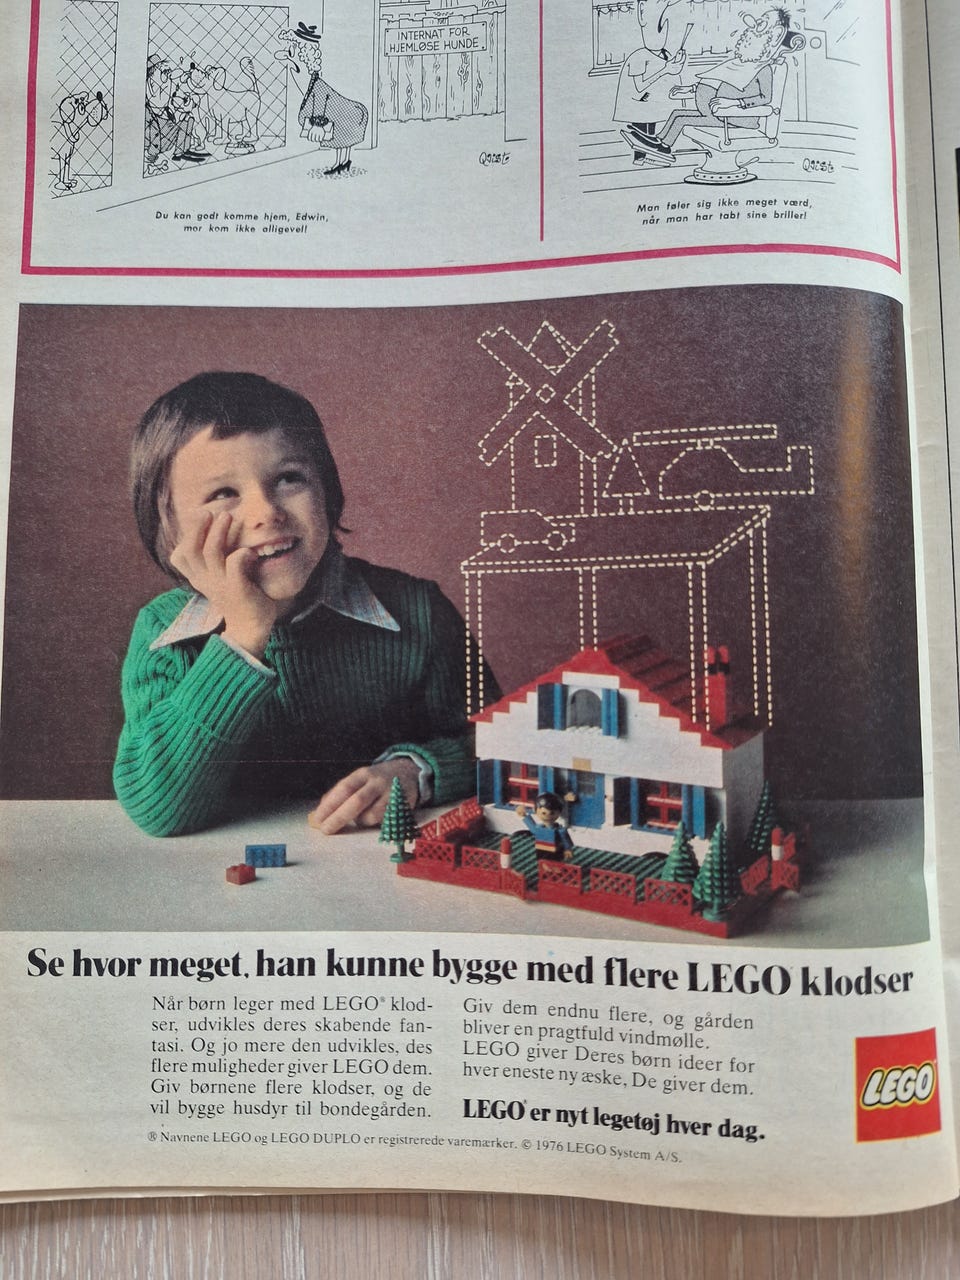 INTERNAT FOR
HJEMLØSE HUNDE
Qvist
Du kan godt komme hjem, Edwin,
mor kom ikke alligevel!
Qvist
Man føler sig ikke meget værd,
når man har tabt sine briller!
Se hvor meget, han kunne bygge med flere LEGO® klodser
Når børn leger med LEGO® klod-
ser, udvikles deres skabende fan-
tasi. Og jo mere den udvikles, des
flere muligheder giver LEGO dem.
Giv børnene flere klodser, og de
vil bygge husdyr til bondegården.
Giv dem endnu flere, og gården
bliver en pragtfuld vindmølle.
LEGO giver Deres børn ideer for
hver eneste ny æske, De giver dem.
LEGO® er nyt legetøj hver dag.
LEGO®
® Navnene LEGO og LEGO DUPLO er registrerede varemærker. © 1976 LEGO System A/S.